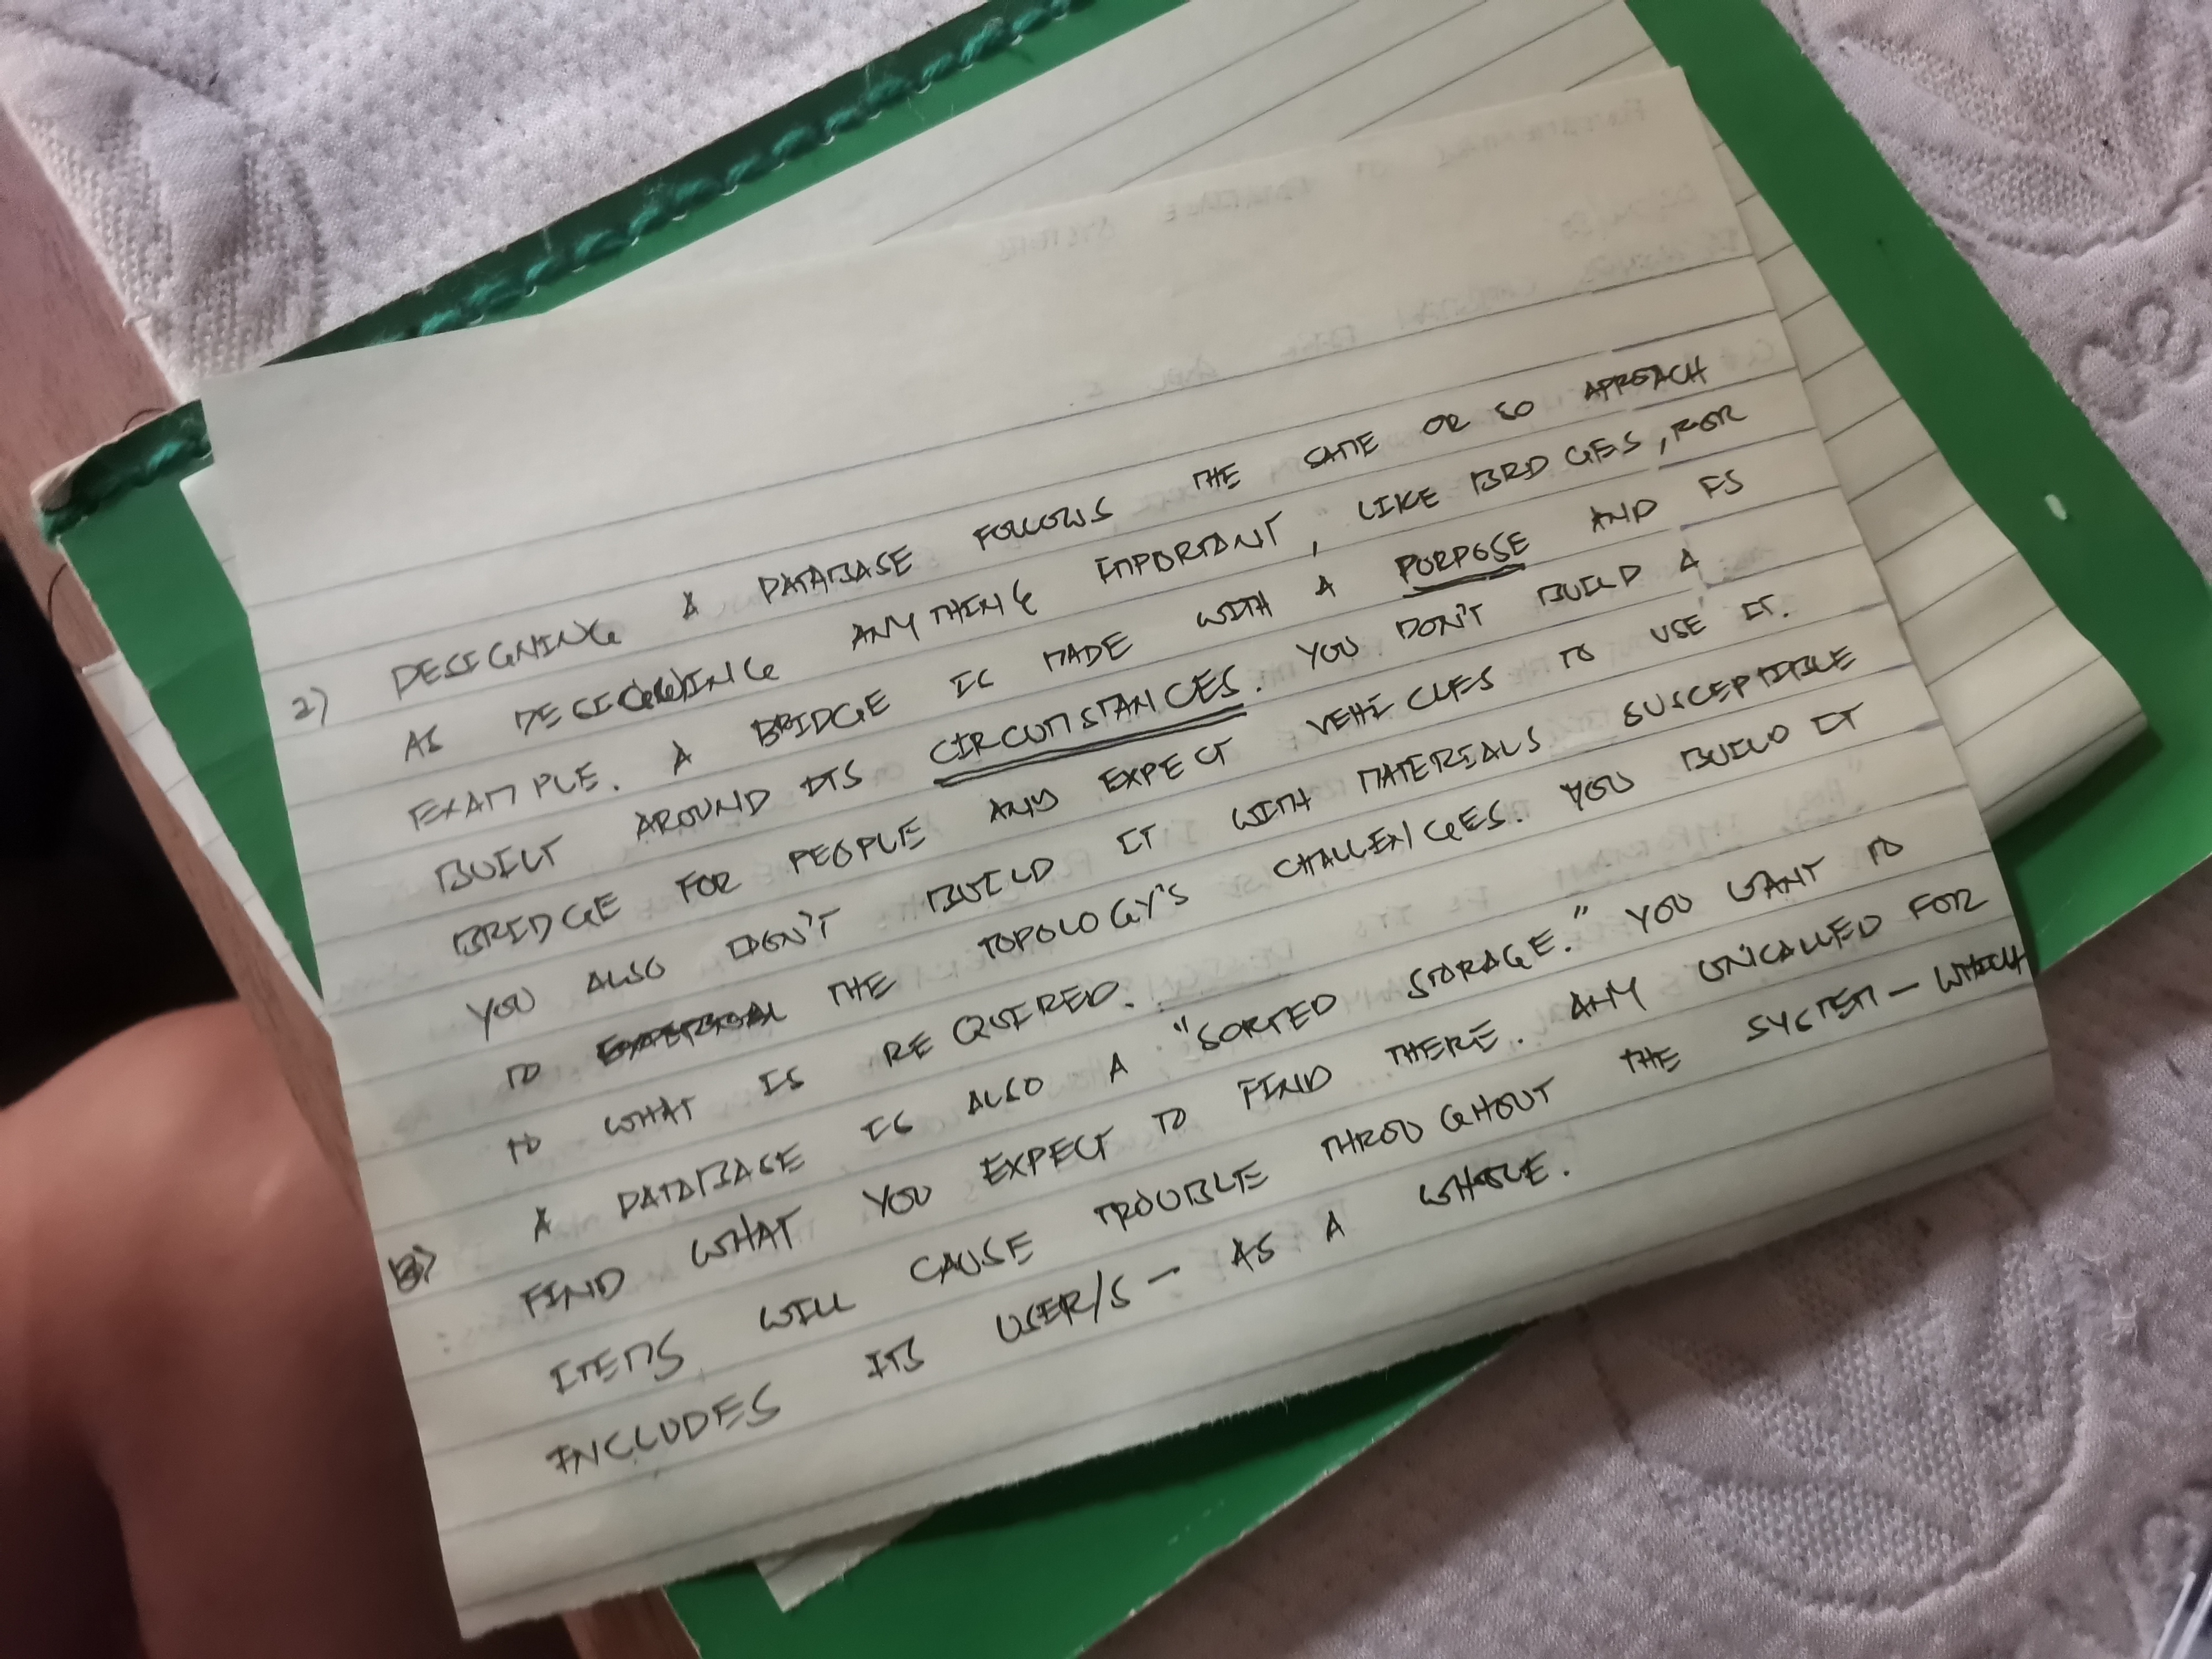 2) DESIGNING A DATABASE FOLLOWS THE SAME OR SO APROACH
AS DESIGNING ANYTHING IMPORTANT, LIKE BRDGES, FOR
EXAMPLE. A BRIDGE IS MADE WITH A PURPOSE AND IS
BUILT AROUND ITS CIRCUMSTANCES. YOU DON'T BUILD A
BRIDGE FOR PEOPLE ANY EXPECT VEHICLES TO USE IT.
YOU ALSO DON'T BUILD IT WITH MATERIALS SUSCEPTIBLE
TO THE TOPOLOGY'S CHALLENGES. YOU BUILD IT
TO WHAT IS REQUIRED.
3) A DATABASE IS ALSO A "SORTED STORAGE." YOU WANT TO
FIND WHAT YOU EXPECT TO FIND THERE. ANY UNCALLED FOR
ITEMS WILL CAUSE TROUBLE THROUGHOUT THE SYSTEM - WHICH
INCLUDES ITS USER/S - AS A WHOLE.